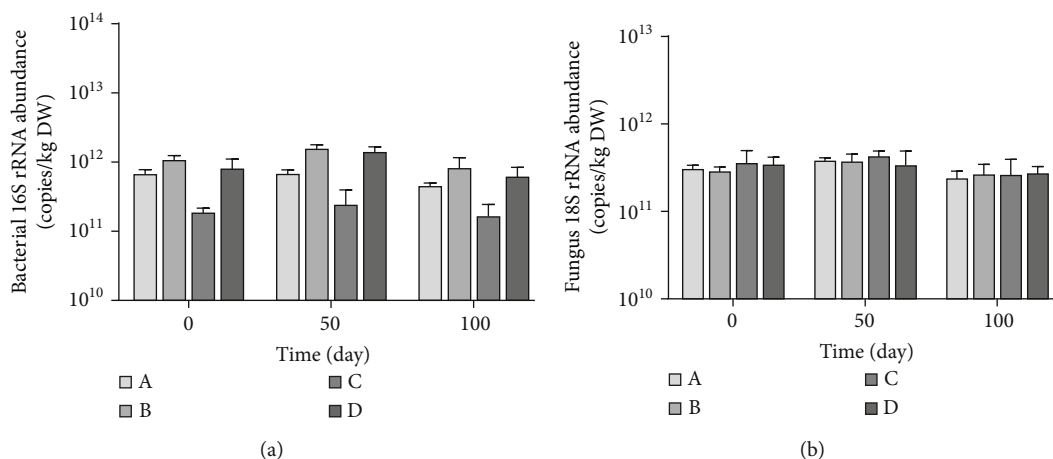 Bacterial 16S rRNA abundance
(copies/kg DW)
10¹⁴
10¹³
10¹²
10¹¹
10¹⁰
0
50
100
Time (day)
A
B
C
D
(a)
Fungus 18S rRNA abundance
(copies/kg DW)
10¹³
10¹²
10¹¹
10¹⁰
0
50
100
Time (day)
A
B
C
D
(b)